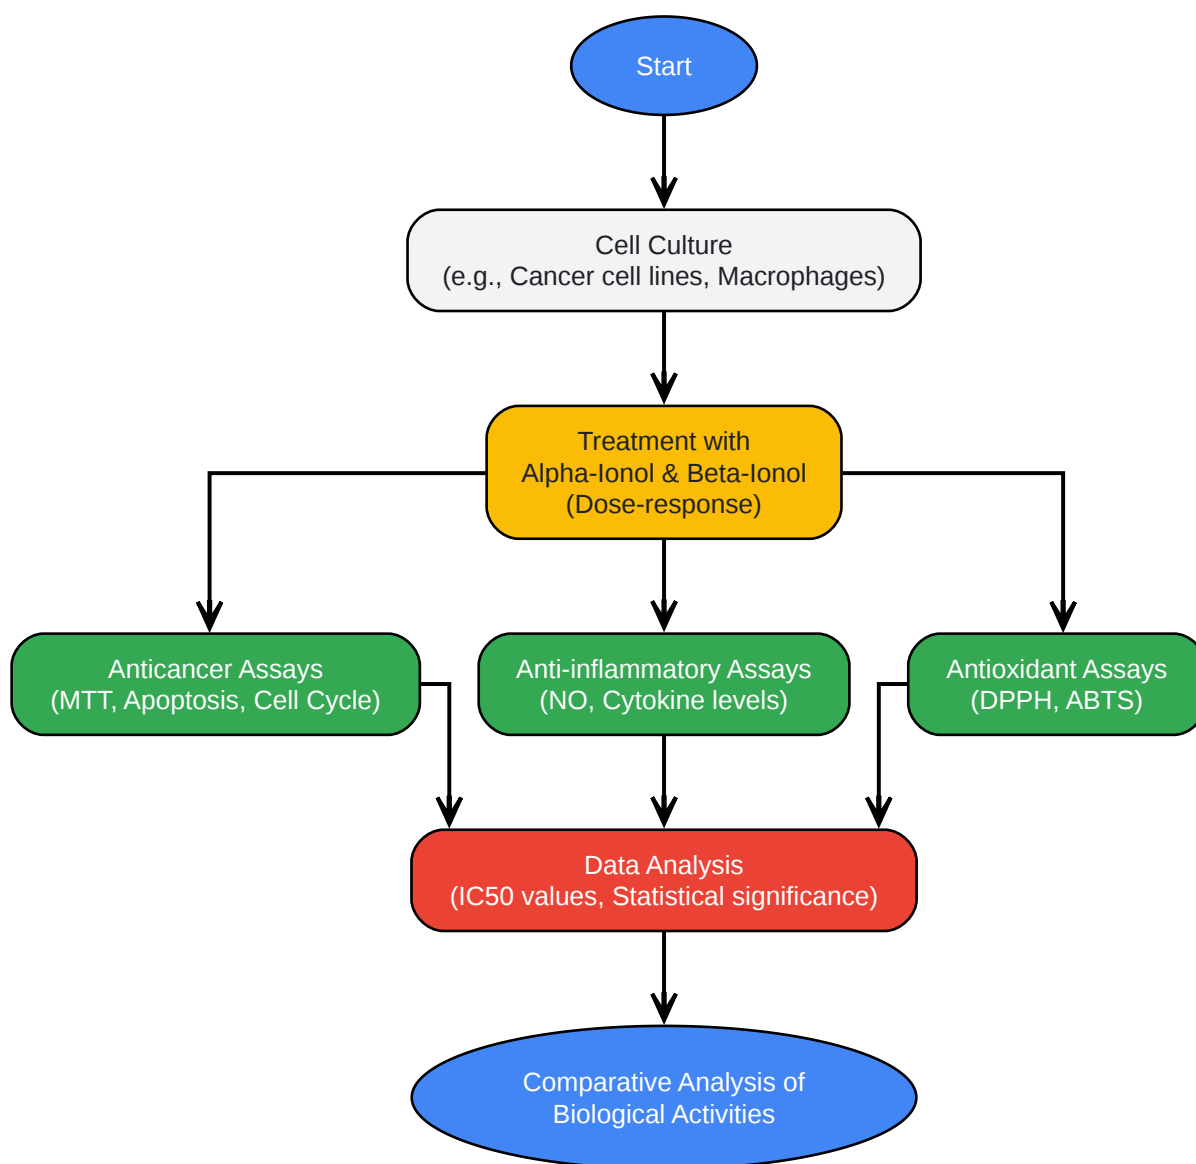 Start
Cell Culture
(e.g., Cancer cell lines, Macrophages)
Treatment with
Alpha-Ionol & Beta-Ionol
(Dose-response)
Anticancer Assays
(MTT, Apoptosis, Cell Cycle)
Anti-inflammatory Assays
(NO, Cytokine levels)
Antioxidant Assays
(DPPH, ABTS)
Data Analysis
(IC50 values, Statistical significance)
Comparative Analysis of
Biological Activities